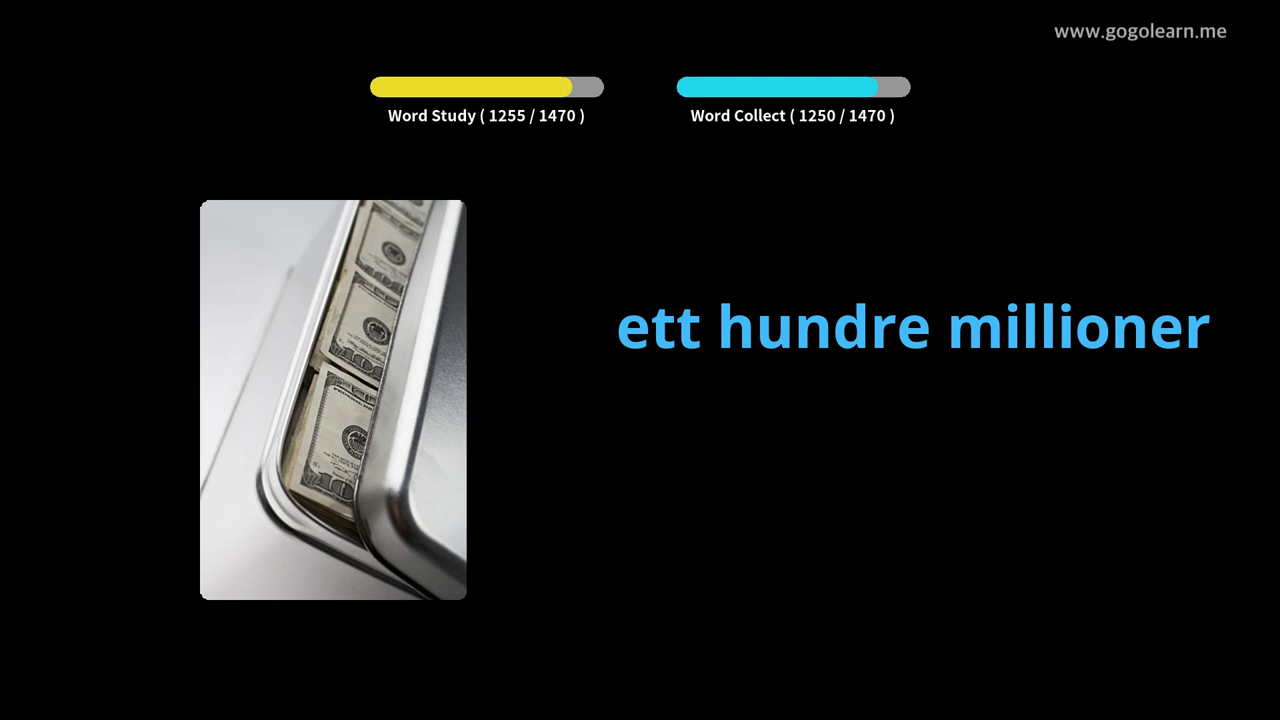 www.gogolearn.me
Word Study ( 1255 / 1470 )
Word Collect ( 1250 / 1470 )
ett hundre millioner